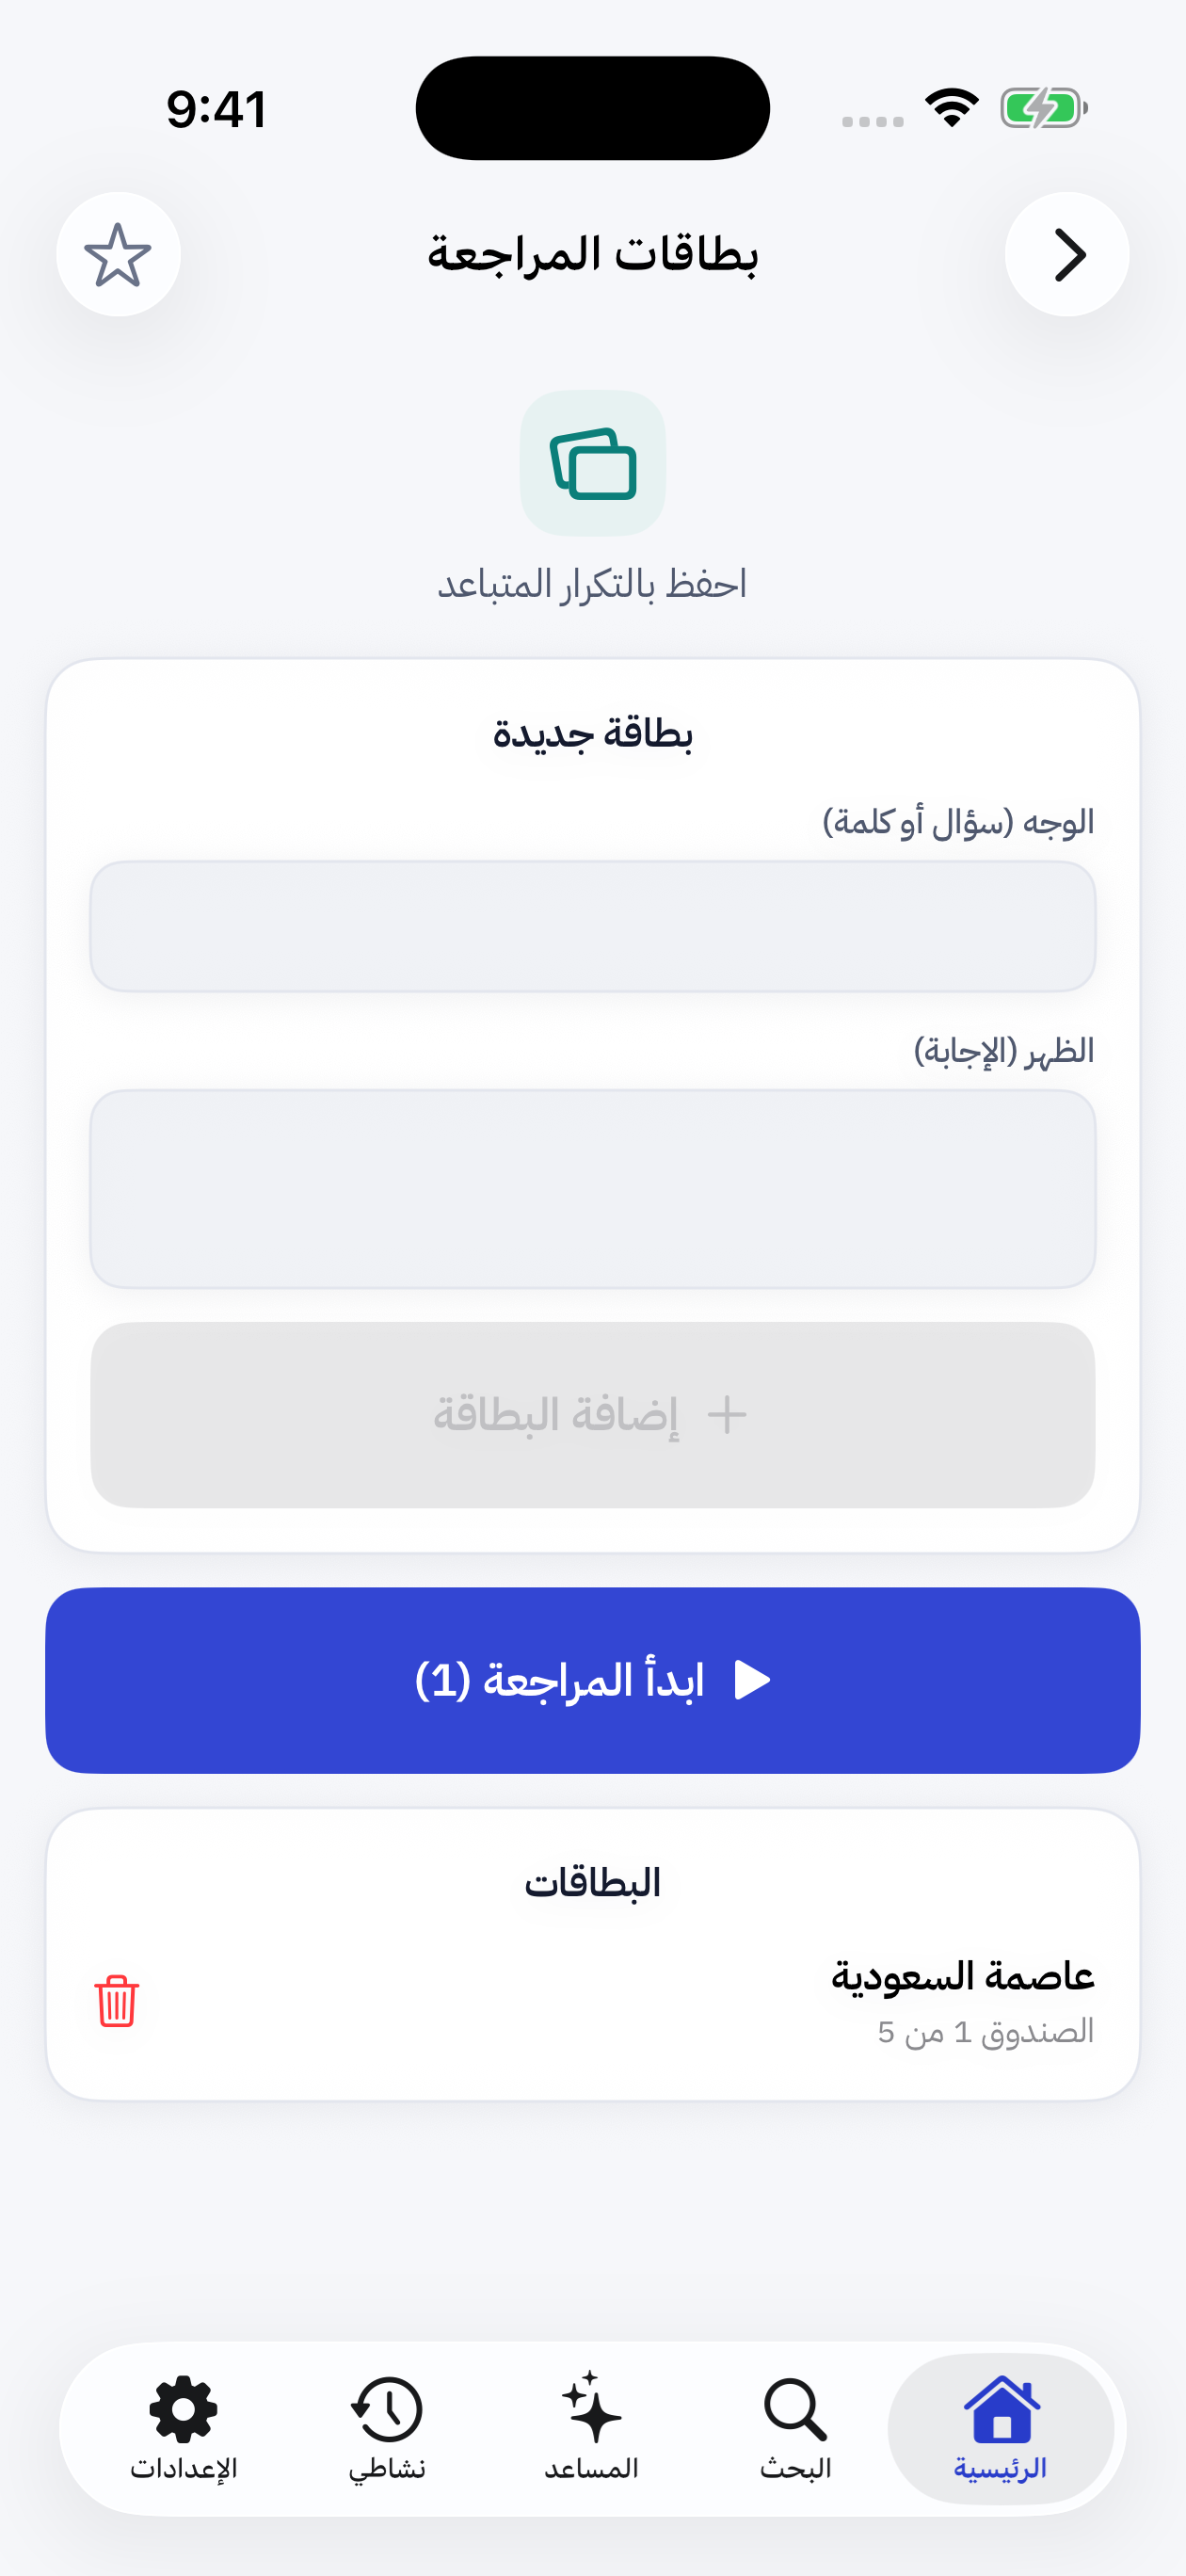 9:41
بطاقات المراجعة
احفظ بالتكرار المتباعد
بطاقة جديدة
الوجه (سؤال أو كلمة)
الظهر (الإجابة)
إضافة البطاقة
ابدأ المراجعة (1)
البطاقات
عاصمة السعودية
الصندوق 1 من 5
الرئيسية
البحث
المساعد
نشاطي
الإعدادات